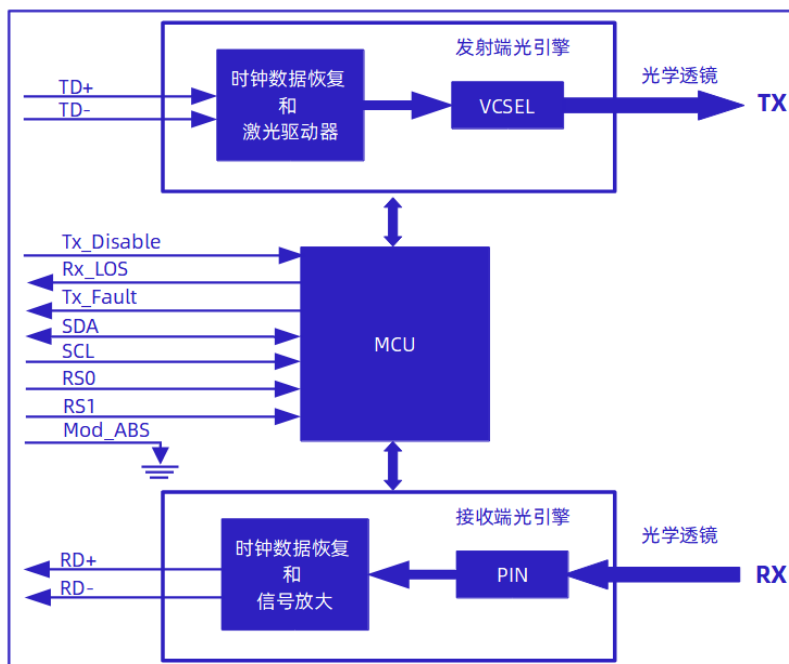 发射端光引擎
TD+
TD-
时钟数据恢复
和
激光驱动器
VCSEL
光学透镜
TX
Tx_Disable
Rx_LOS
Tx_Fault
SDA
SCL
RS0
RS1
Mod_ABS
MCU
接收端光引擎
RD+
RD-
时钟数据恢复
和
信号放大
PIN
光学透镜
RX